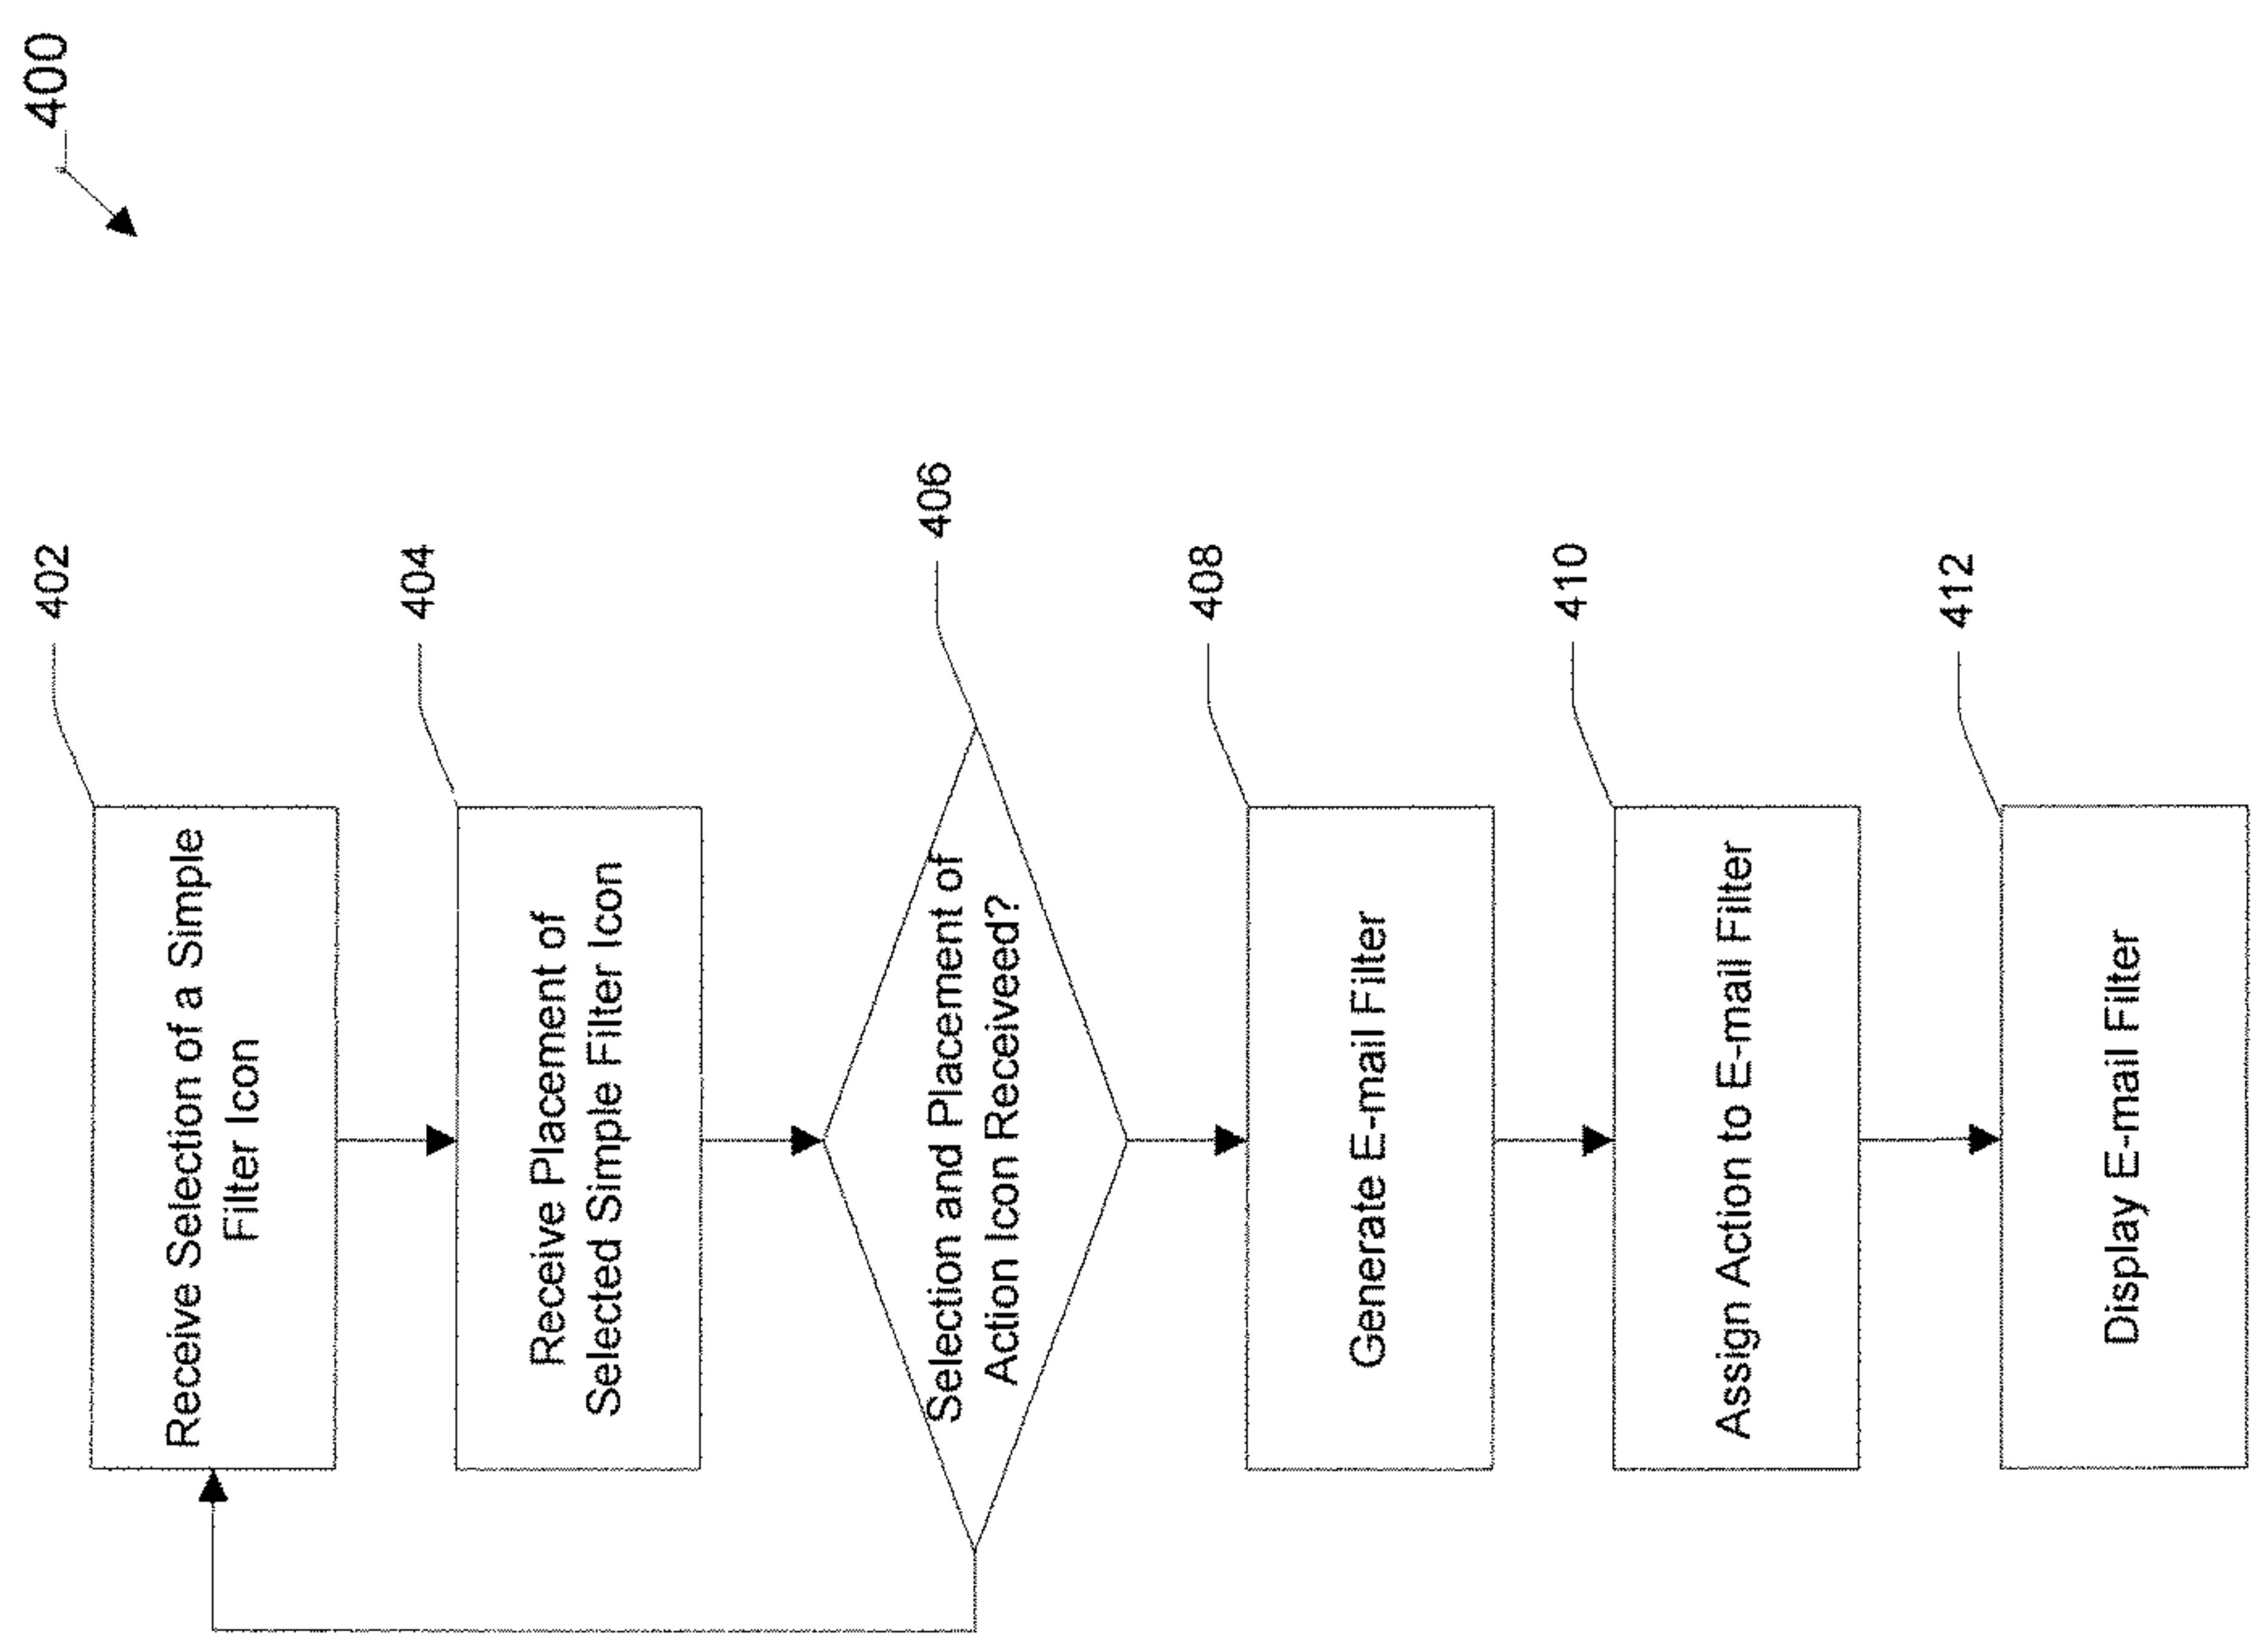 400
402
Receive Selection of a Simple
Filter Icon
404
Receive Placement of
Selected Simple Filter Icon
406
Selection and Placement of
Action Icon Received?
408
Generate E-mail Filter
410
Assign Action to E-mail Filter
412
Display E-mail Filter